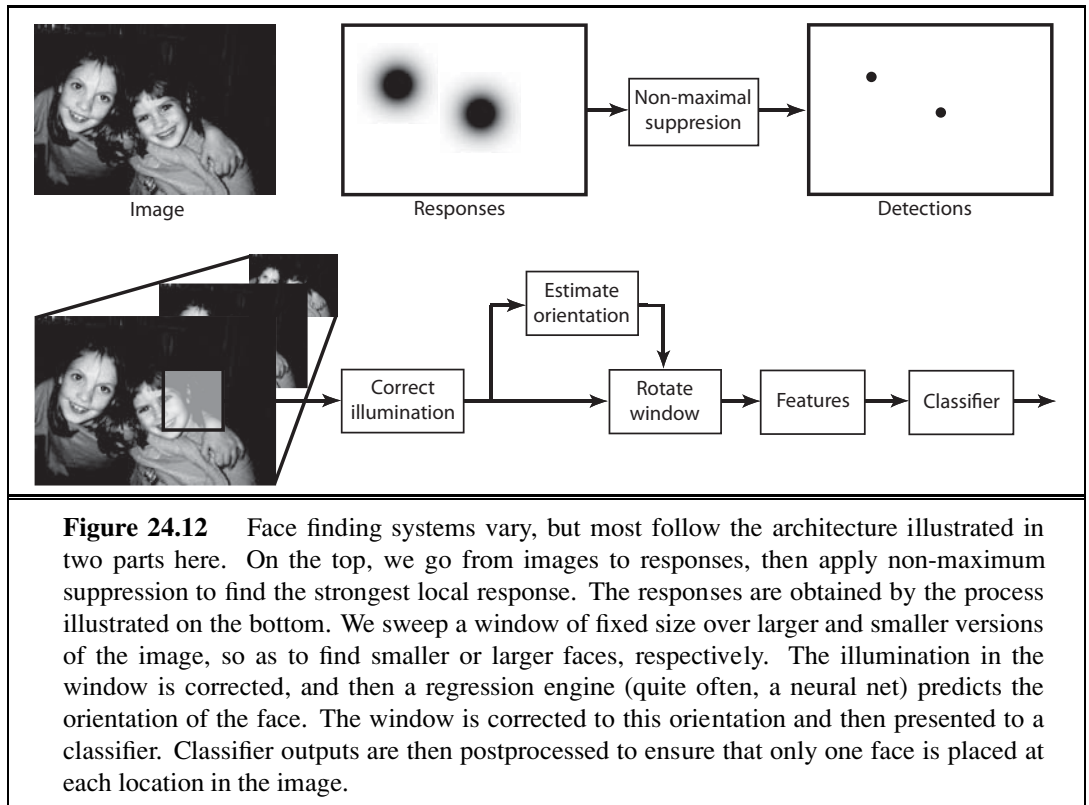 Image
Responses
Non-maximal
suppresion
Detections
Correct
illumination
Estimate
orientation
Rotate
window
Features
Classifier
Figure 24.12 Face finding systems vary, but most follow the architecture illustrated in
two parts here. On the top, we go from images to responses, then apply non-maximum
suppression to find the strongest local response. The responses are obtained by the process
illustrated on the bottom. We sweep a window of fixed size over larger and smaller versions
of the image, so as to find smaller or larger faces, respectively. The illumination in the
window is corrected, and then a regression engine (quite often, a neural net) predicts the
orientation of the face. The window is corrected to this orientation and then presented to a
classifier. Classifier outputs are then postprocessed to ensure that only one face is placed at
each location in the image.